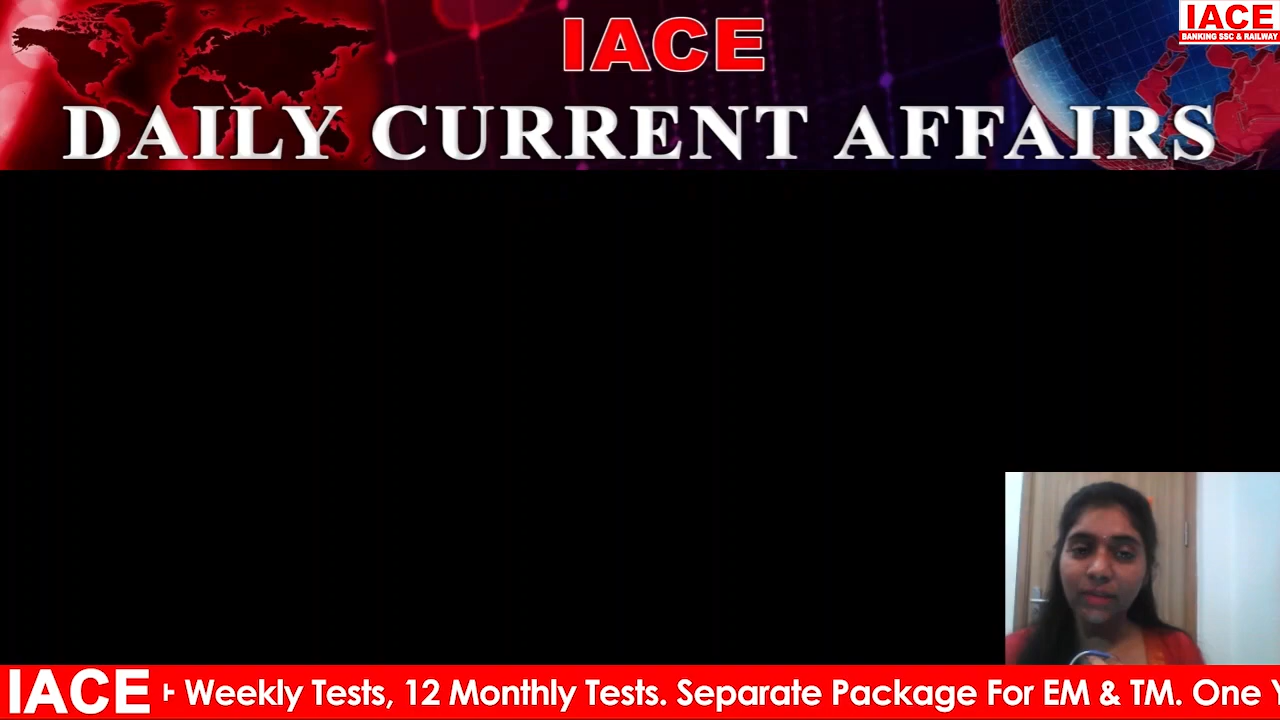 IACE
IACE
BANKING SSC & RAILWAY
DAILY CURRENT AFFAIRS
IACE
Weekly Tests, 12 Monthly Tests. Separate Package For EM & TM. One